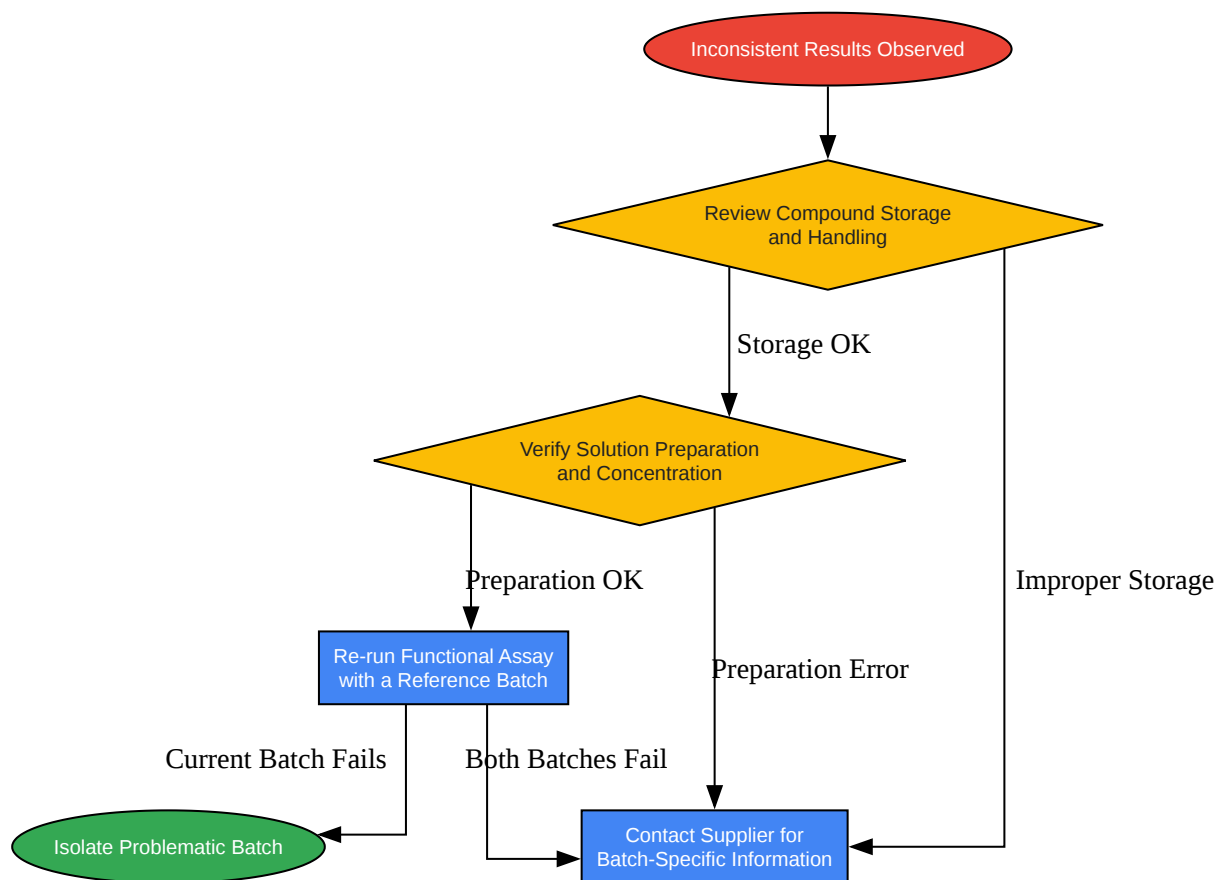 Inconsistent Results Observed
Review Compound Storage
and Handling
Storage OK
Verify Solution Preparation
and Concentration
Preparation OK
Improper Storage
Re-run Functional Assay
with a Reference Batch
Preparation Error
Current Batch Fails
Both Batches Fail
Isolate Problematic Batch
Contact Supplier for
Batch-Specific Information